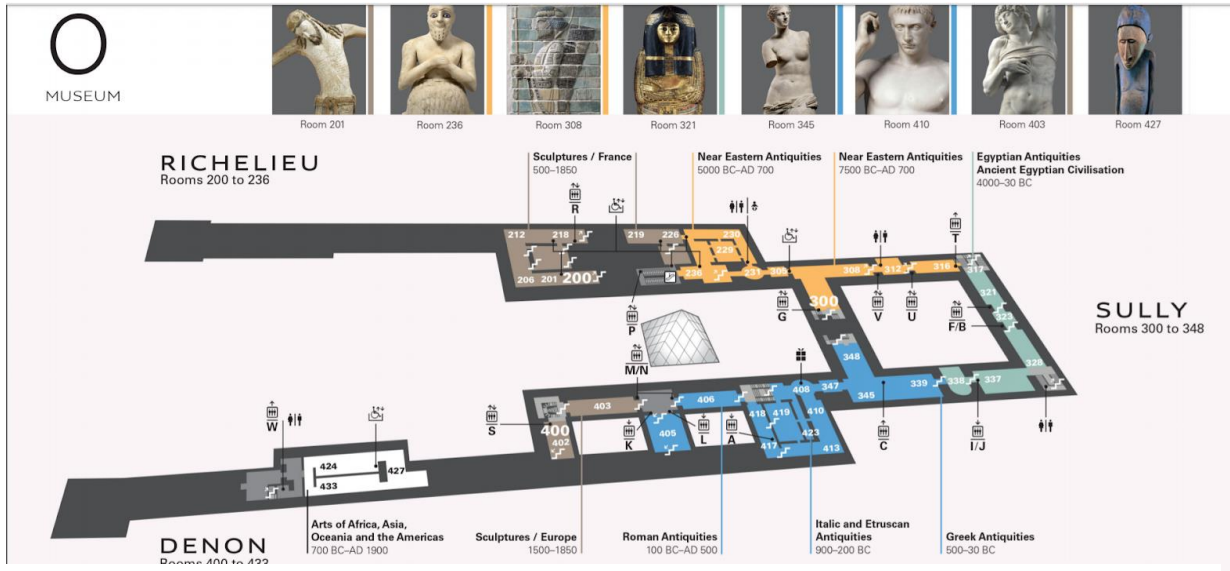 O
MUSEUM
Room 201
Room 236
Room 308
Room 321
Room 345
Room 410
Room 403
Room 427
RICHELIEU
Rooms 200 to 236
Sculptures / France
500–1850
Near Eastern Antiquities
5000 BC–AD 700
Near Eastern Antiquities
7500 BC–AD 700
Egyptian Antiquities
Ancient Egyptian Civilisation
4000–30 BC
R
T
212
218
219
226
230
229
206
201
200
236
231
305
308
312
316
317
P
G
300
V
U
321
F/B
323
SULLY
Rooms 300 to 348
M/N
348
328
408
347
339
338
337
345
W
S
403
406
400
402
405
K
L
418
419
410
A
417
423
413
C
I/J
424
427
433
Arts of Africa, Asia,
Oceania and the Americas
700 BC–AD 1900
Sculptures / Europe
1500–1850
Roman Antiquities
100 BC–AD 500
Italic and Etruscan
Antiquities
900–200 BC
Greek Antiquities
500–30 BC
DENON
Rooms 400 to 433